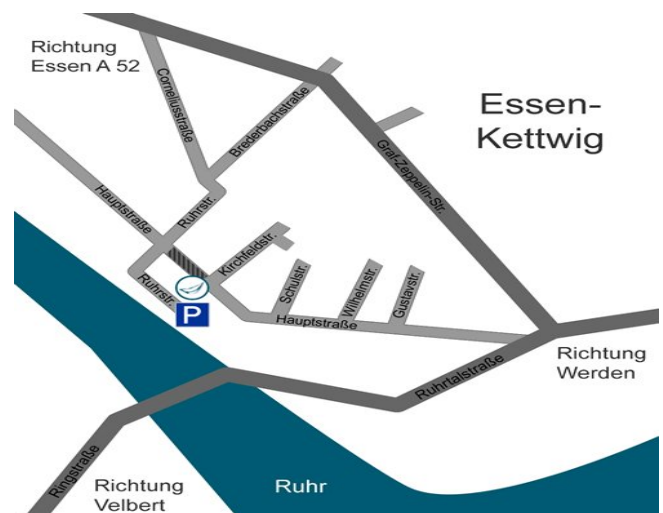 Richtung
Essen A 52
Essen-
Kettwig
Corneliusstraße
Brederbachstraße
Graf-Zeppelin-Str.
Hauptstraße
Ruhrstr.
Kirchfeldstr.
Ruhrstr.
P
Schulstr.
Wilhelmstr.
Gustavstr.
Hauptstraße
Richtung
Werden
Ruhrtalstraße
Ringstraße
Richtung
Velbert
Ruhr